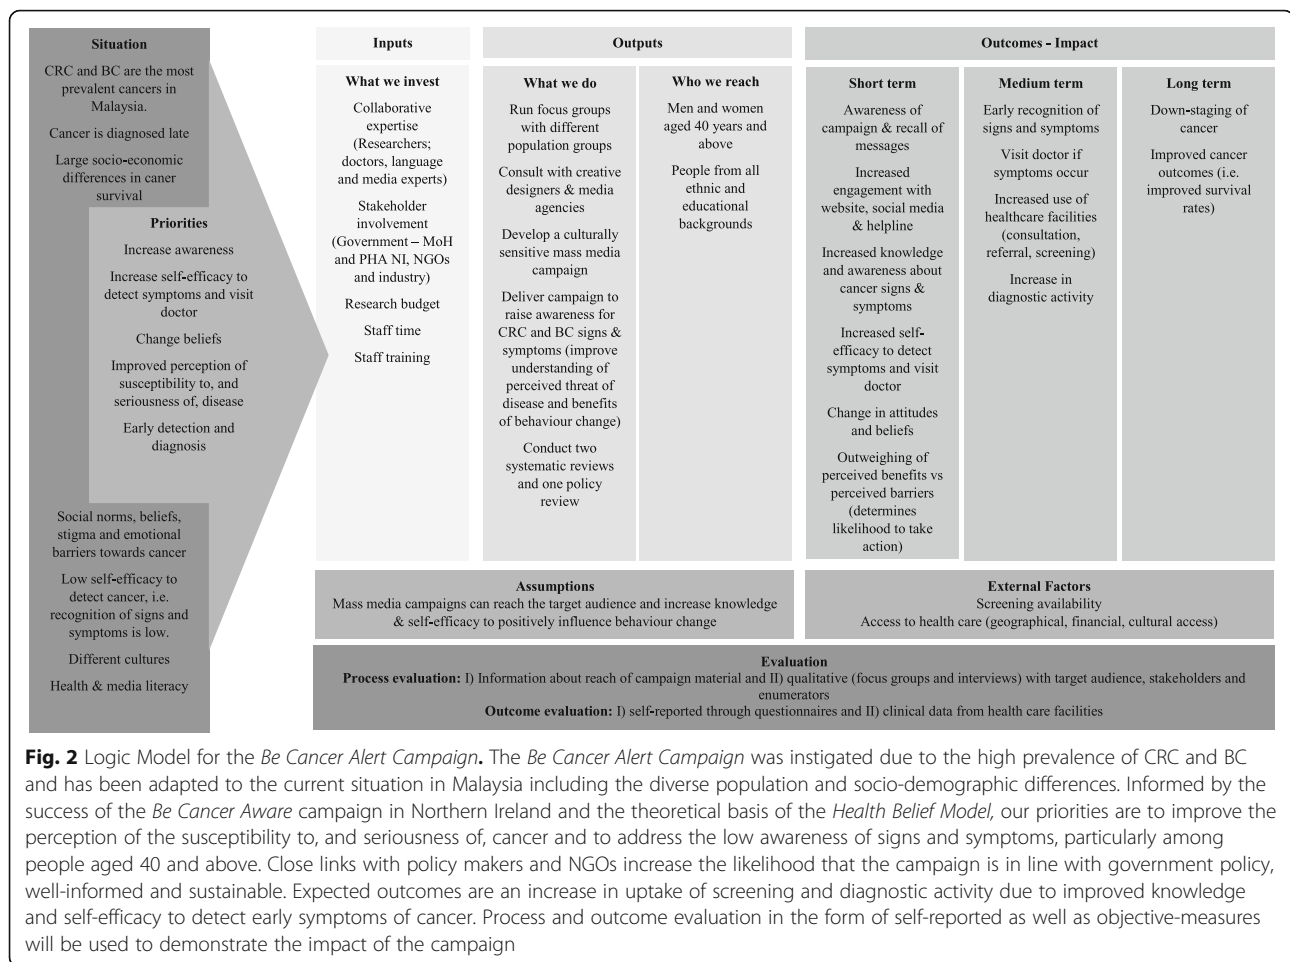 Situation
CRC and BC are the most
prevalent cancers in
Malaysia.
Cancer is diagnosed late
Large socio-economic
differences in caner
survival
Priorities
Increase awareness
Increase self-efficacy to
detect symptoms and visit
doctor
Change beliefs
Improved perception of
susceptibility to, and
seriousness of, disease
Early detection and
diagnosis
Social norms, beliefs,
stigma and emotional
barriers towards cancer
Low self-efficacy to
detect cancer, i.e.
recognition of signs and
symptoms is low.
Different cultures
Health & media literacy
Inputs
What we invest
Collaborative
expertise
(Researchers;
doctors, language
and media experts)
Stakeholder
involvement
(Government – MoH
and PHA NI, NGOs
and industry)
Research budget
Staff time
Staff training
Outputs
What we do
Run focus groups
with different
population groups
Consult with creative
designers & media
agencies
Develop a culturally
sensitive mass media
campaign
Deliver campaign to
raise awareness for
CRC and BC signs &
symptoms (improve
understanding of
perceived threat of
disease and benefits
of behaviour change)
Conduct two
systematic reviews
and one policy
review
Who we reach
Men and women
aged 40 years and
above
People from all
ethnic and
educational
backgrounds
Outcomes - Impact
Short term
Awareness of
campaign & recall of
messages
Increased
engagement with
website, social media
& helpline
Increased knowledge
and awareness about
cancer signs &
symptoms
Increased self-
efficacy to detect
symptoms and visit
doctor
Change in attitudes
and beliefs
Outweighing of
perceived benefits vs
perceived barriers
(determines
likelihood to take
action)
Medium term
Early recognition of
signs and symptoms
Visit doctor if
symptoms occur
Increased use of
healthcare facilities
(consultation,
referral, screening)
Increase in
diagnostic activity
Long term
Down-staging of
cancer
Improved cancer
outcomes (i.e.
improved survival
rates)
Assumptions
Mass media campaigns can reach the target audience and increase knowledge
& self-efficacy to positively influence behaviour change
External Factors
Screening availability
Access to health care (geographical, financial, cultural access)
Evaluation
Process evaluation: I) Information about reach of campaign material and II) qualitative (focus groups and interviews) with target audience, stakeholders and
enumerators
Outcome evaluation: I) self-reported through questionnaires and II) clinical data from health care facilities
Fig. 2 Logic Model for the Be Cancer Alert Campaign. The Be Cancer Alert Campaign was instigated due to the high prevalence of CRC and BC
and has been adapted to the current situation in Malaysia including the diverse population and socio-demographic differences. Informed by the
success of the Be Cancer Aware campaign in Northern Ireland and the theoretical basis of the Health Belief Model, our priorities are to improve the
perception of the susceptibility to, and seriousness of, cancer and to address the low awareness of signs and symptoms, particularly among
people aged 40 and above. Close links with policy makers and NGOs increase the likelihood that the campaign is in line with government policy,
well-informed and sustainable. Expected outcomes are an increase in uptake of screening and diagnostic activity due to improved knowledge
and self-efficacy to detect early symptoms of cancer. Process and outcome evaluation in the form of self-reported as well as objective-measures
will be used to demonstrate the impact of the campaign